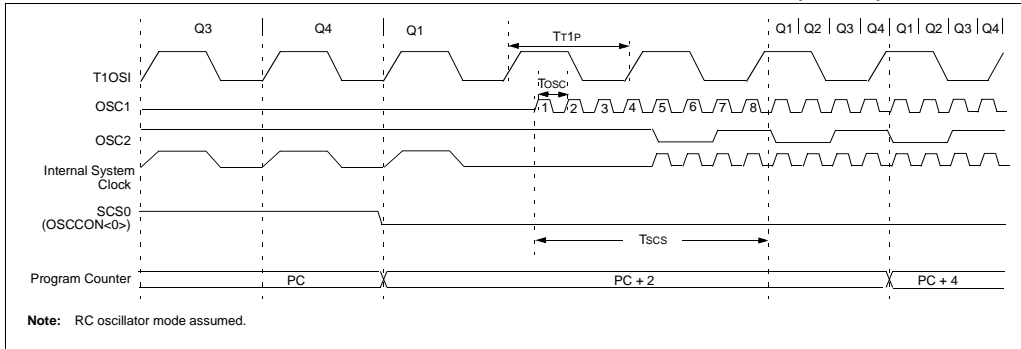 Q3 Q4 Q1 TT1P Q1 Q2 Q3 Q4 Q1 Q2 Q3 Q4
T1OSI
TOSC
OSC1 1 2 3 4 5 6 7 8
OSC2
Internal System
Clock
SCS0
(OSCCON<0>)
TSCS
Program Counter PC PC + 2 PC + 4
Note: RC oscillator mode assumed.